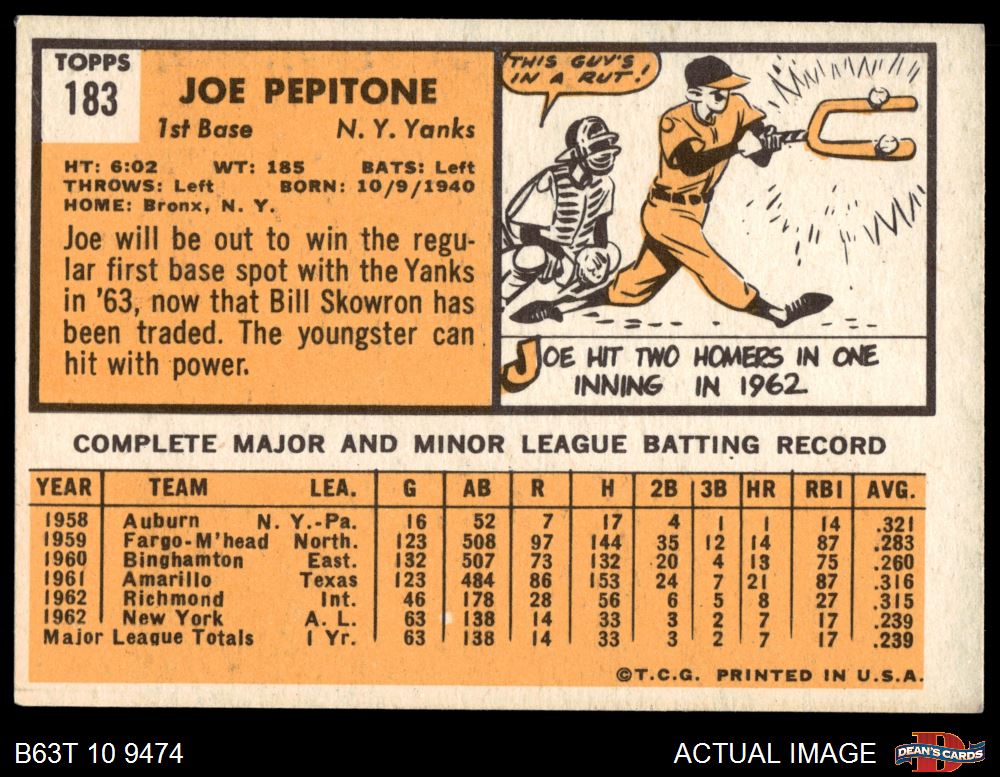 TOPPS
183
JOE PEPITONE
1st Base N. Y. Yanks
HT: 6:02 WT: 185 BATS: Left
THROWS: Left BORN: 10/9/1940
HOME: Bronx, N. Y.
Joe will be out to win the regu-
lar first base spot with the Yanks
in '63, now that Bill Skowron has
been traded. The youngster can
hit with power.
THIS GUY'S
IN A RUT!
JOE HIT TWO HOMERS IN ONE
INNING IN 1962
COMPLETE MAJOR AND MINOR LEAGUE BATTING RECORD
YEAR TEAM LEA. G AB R H 2B 3B HR RBI AVG.
1958 Auburn N. Y.-Pa. 16 52 7 17 4 1 1 14 .321
1959 Fargo-M'head North. 123 508 97 144 35 12 14 87 .283
1960 Binghamton East. 132 507 73 132 20 4 13 75 .260
1961 Amarillo Texas 123 484 86 153 24 7 21 87 .316
1962 Richmond Int. 46 178 28 56 6 5 8 27 .315
1962 New York A. L. 63 138 14 33 3 2 7 17 .239
Major League Totals 1 Yr. 63 138 14 33 3 2 7 17 .239
©T.C.G. PRINTED IN U.S.A.
B63T 10 9474 ACTUAL IMAGE
D
DEAN'S CARDS